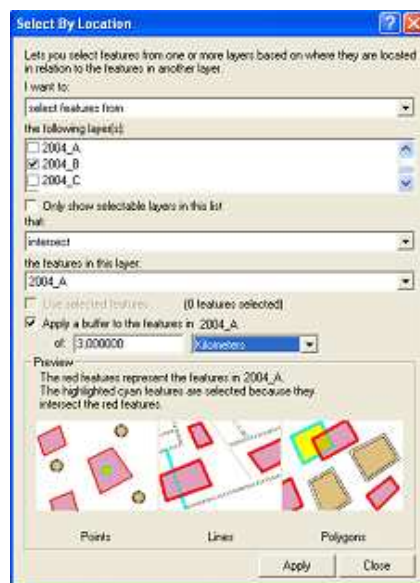 Select By Location
Lets you select features from one or more layers based on where they are located
in relation to the features in another layer.
I want to:
select features from
the following layer(s):
2004_A
2004_B
2004_C
Only show selectable layers in this list
that:
intersect
the features in this layer:
2004_A
Use selected features (0 features selected)
Apply a buffer to the features in 2004_A
of: 3,000000 Kilometers
Preview
The red features represent the features in 2004_A.
The highlighted cyan features are selected because they
intersect the red features.
Points Lines Polygons
Apply Close